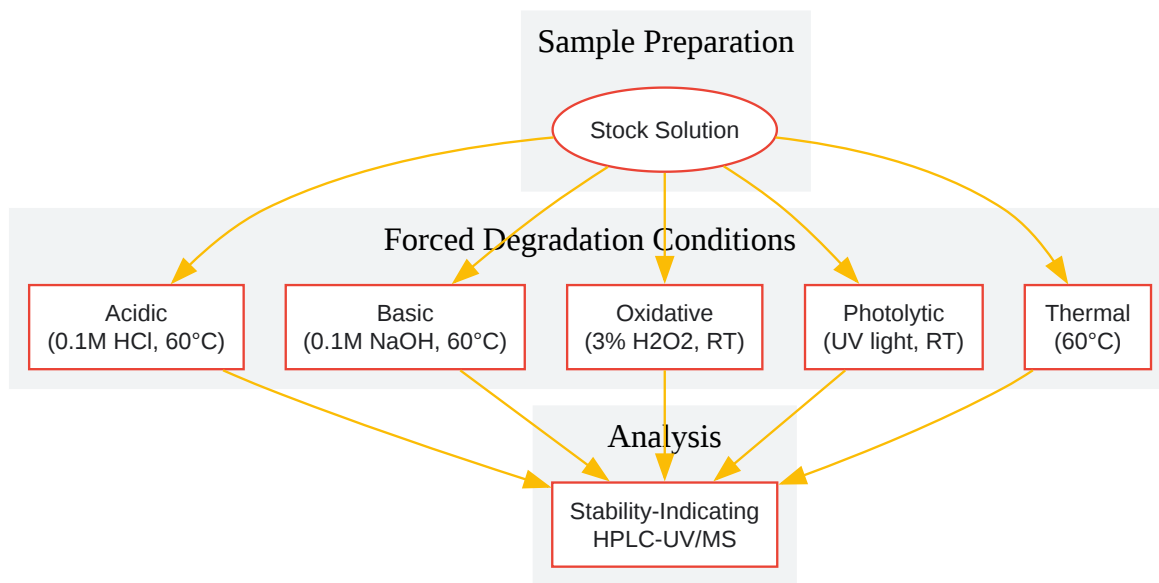 Sample Preparation
Stock Solution
Forced Degradation Conditions
Acidic
(0.1M HCl, 60°C)
Basic
(0.1M NaOH, 60°C)
Oxidative
(3% H2O2, RT)
Photolytic
(UV light, RT)
Thermal
(60°C)
Analysis
Stability-Indicating
HPLC-UV/MS